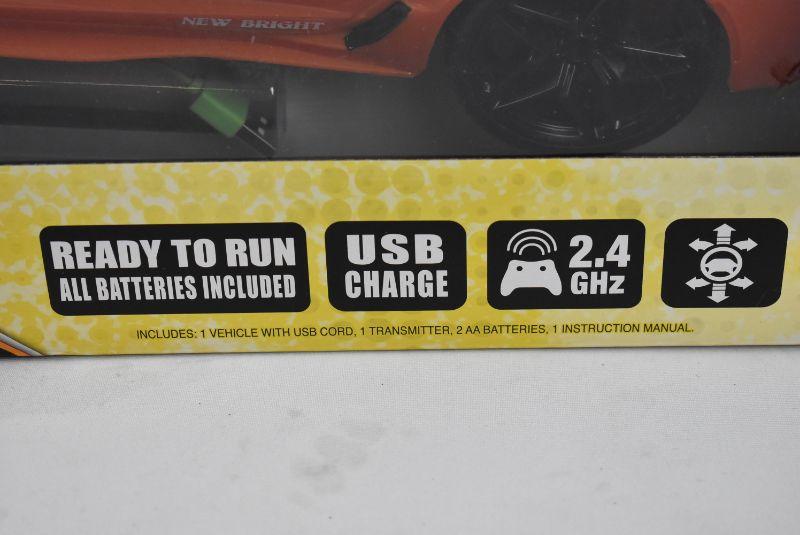 NEW BRIGHT
READY TO RUN
ALL BATTERIES INCLUDED
USB
CHARGE
2.4
GHz
INCLUDES: 1 VEHICLE WITH USB CORD, 1 TRANSMITTER, 2 AA BATTERIES, 1 INSTRUCTION MANUAL.